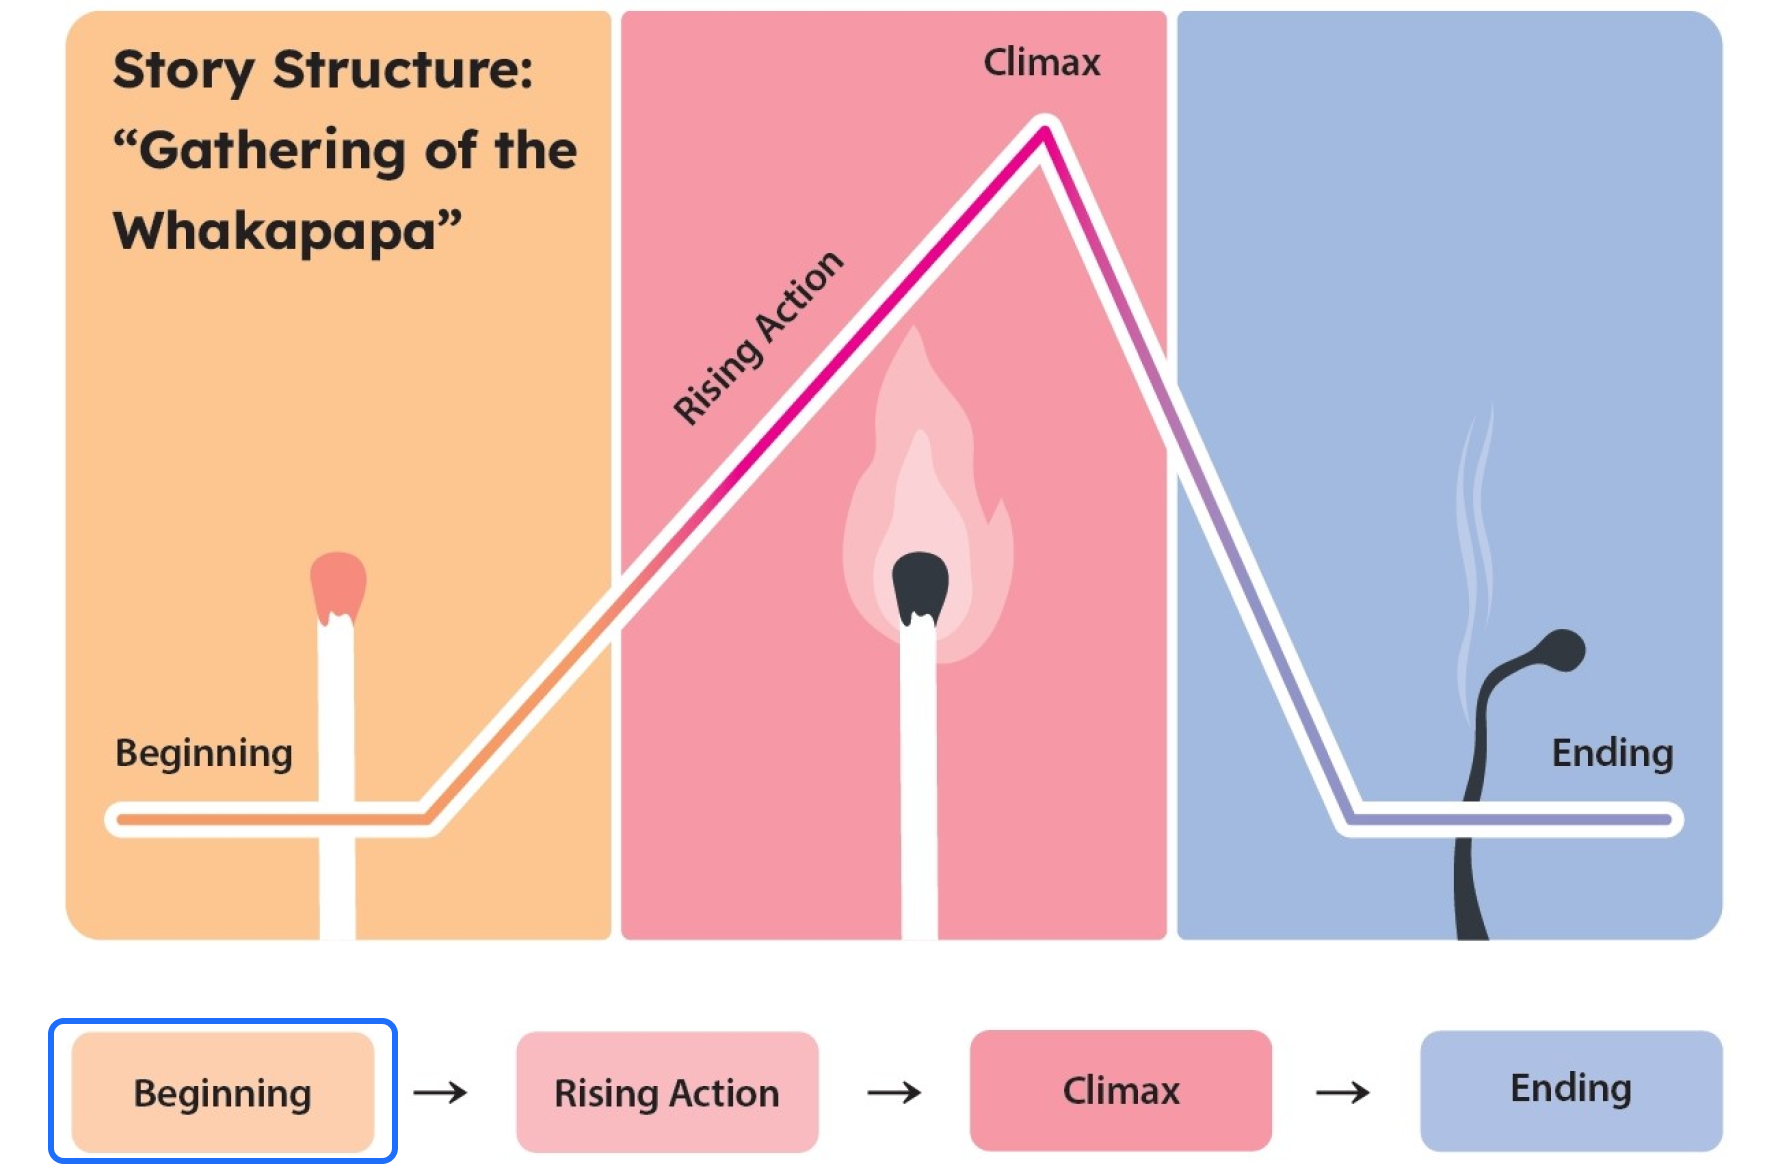 Story Structure:
“Gathering of the
Whakapapa”
Climax
Rising Action
Beginning
Ending
Beginning → Rising Action → Climax → Ending